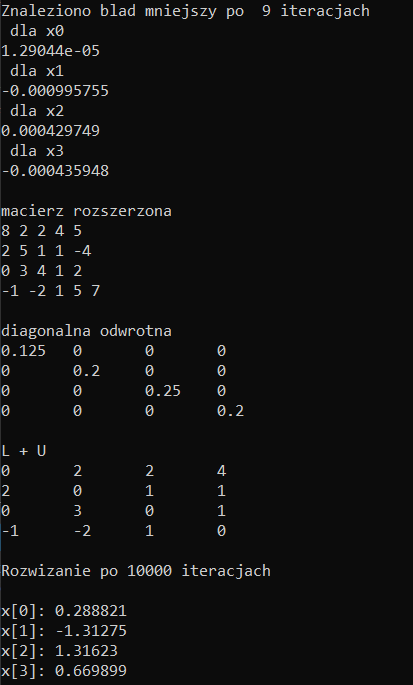 Znaleziono blad mniejszy po  9 iteracjach
 dla x0
1.29044e-05
 dla x1
-0.000995755
 dla x2
0.000429749
 dla x3
-0.000435948

macierz rozszerzona
8 2 2 4 5
2 5 1 1 -4
0 3 4 1 2
-1 -2 1 5 7

diagonalna odwrotna
0.125   0       0       0
0       0.2     0       0
0       0       0.25    0
0       0       0       0.2

L + U
0       2       2       4
2       0       1       1
0       3       0       1
-1      -2      1       0

Rozwizanie po 10000 iteracjach

x[0]: 0.288821
x[1]: -1.31275
x[2]: 1.31623
x[3]: 0.669899